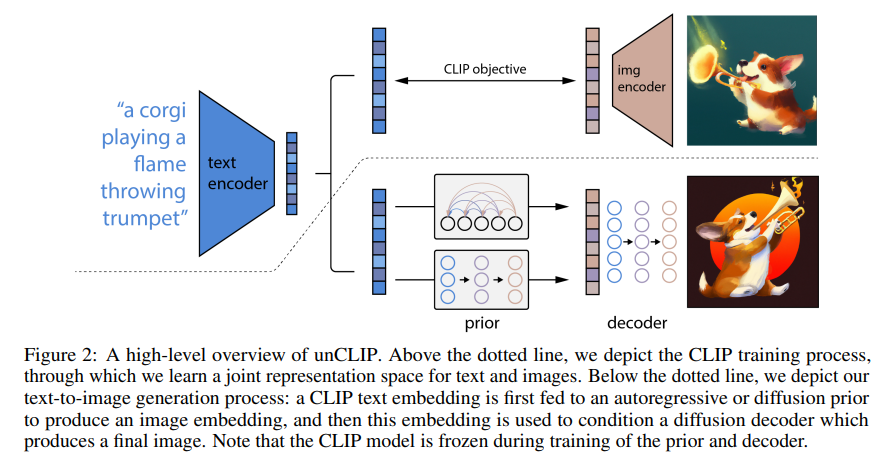 "a corgi
playing a
flame
throwing
trumpet"
text
encoder
CLIP objective
img
encoder
prior
decoder
Figure 2: A high-level overview of unCLIP. Above the dotted line, we depict the CLIP training process,
through which we learn a joint representation space for text and images. Below the dotted line, we depict our
text-to-image generation process: a CLIP text embedding is first fed to an autoregressive or diffusion prior
to produce an image embedding, and then this embedding is used to condition a diffusion decoder which
produces a final image. Note that the CLIP model is frozen during training of the prior and decoder.